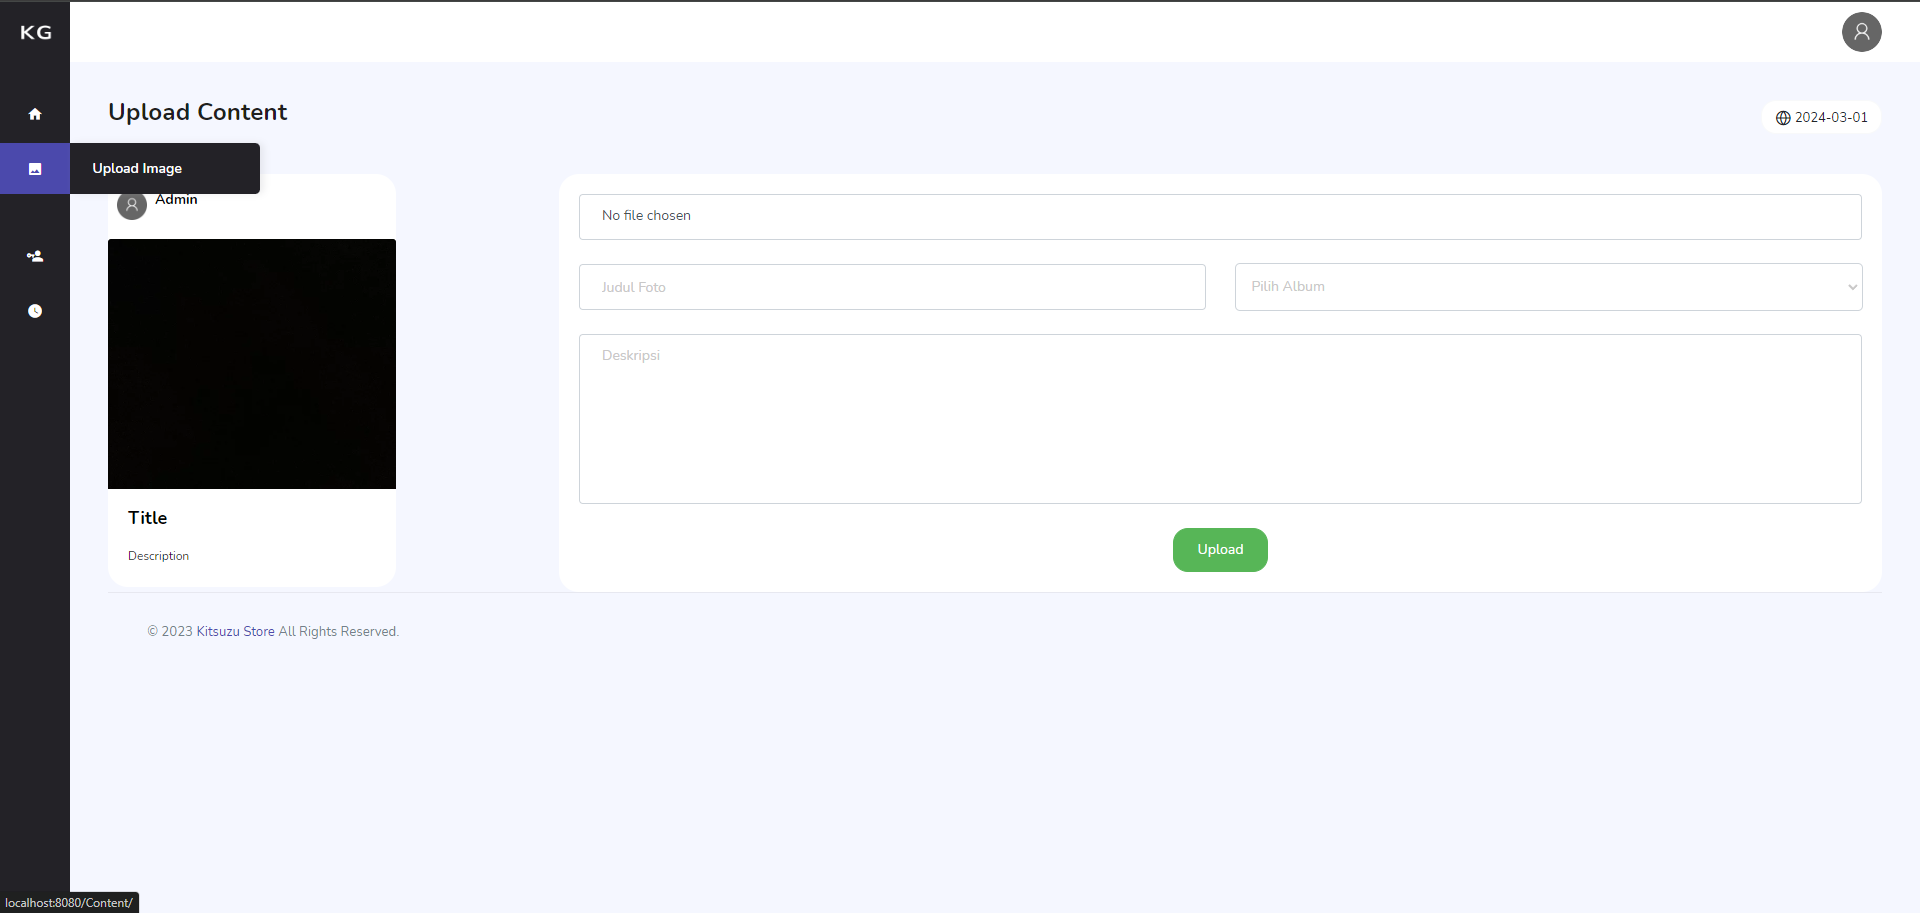 KG
Upload Content
2024-03-01
Upload Image
Admin
No file chosen
Judul Foto
Pilih Album
Deskripsi
Title
Description
Upload
© 2023 Kitsuzu Store All Rights Reserved.
localhost:8080/Content/